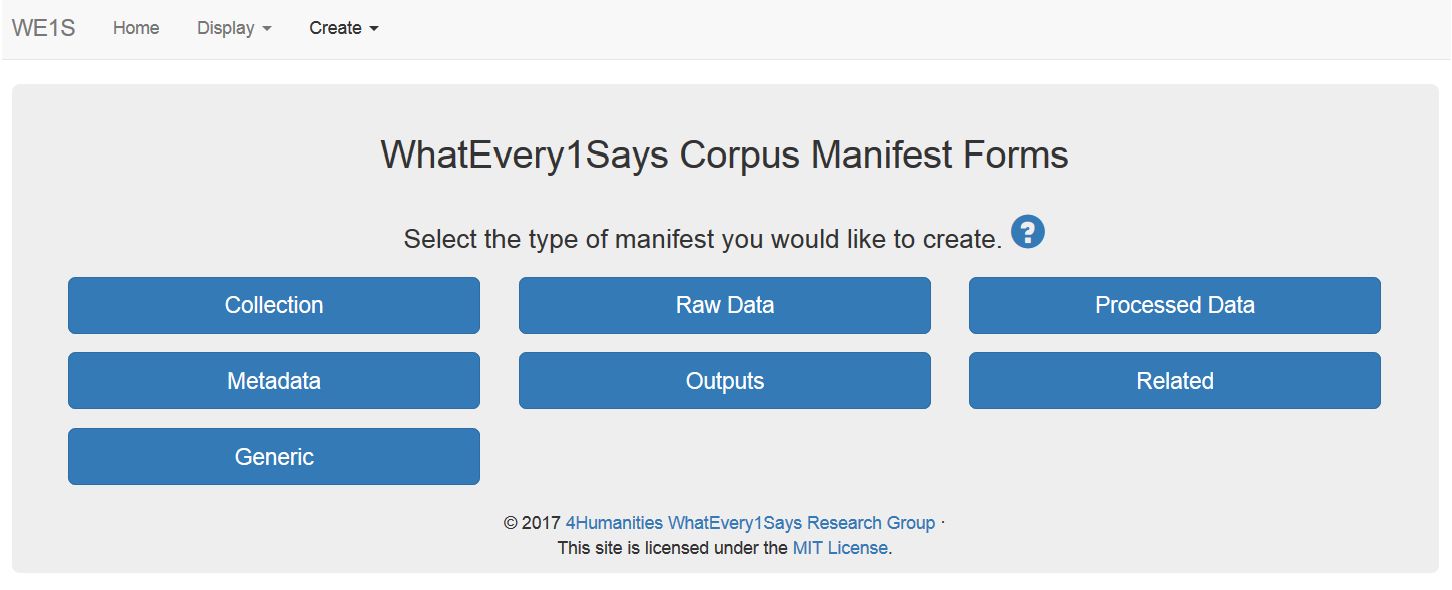 WE1S Home Display Create
WhatEvery1Says Corpus Manifest Forms
Select the type of manifest you would like to create. ?
Collection Raw Data Processed Data
Metadata Outputs Related
Generic
© 2017 4Humanities WhatEvery1Says Research Group ·
This site is licensed under the MIT License.